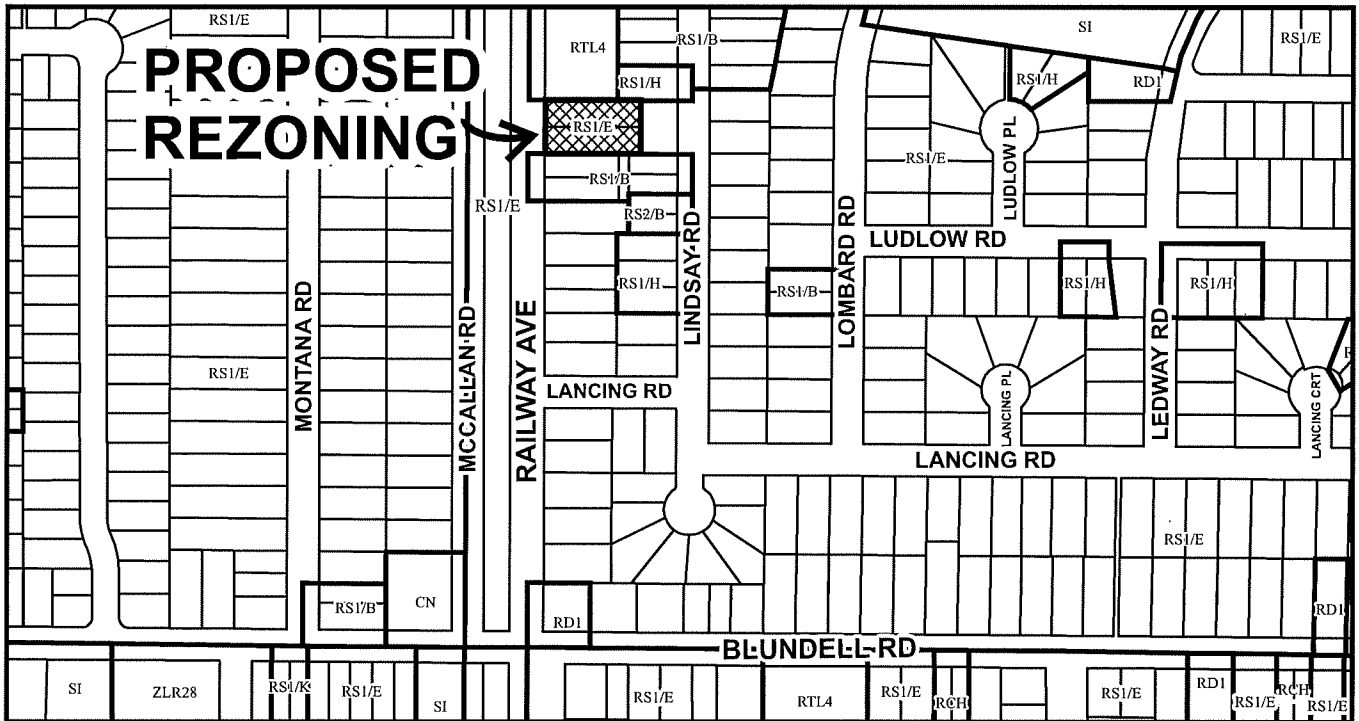 RS1/E
RTL4
RS1/B
SI
RS1/E
PROPOSED
REZONING
RS1/H
RS1/H
RD1
RS1/E
LUDLOW PL
RS1/E
RS1/B
RS1/E
RS2/B
LINDSAY RD
LOMBARD RD
LUDLOW RD
RS1/H
RS1/B
RS1/H
RS1/H
MONTANA RD
MCCALLAN RD
RAILWAY AVE
LEDWAY RD
RS1/E
LANCING RD
LANCING PL
LANCING CRT
LANCING RD
RS1/E
RS1/B
CN
RD1
RD1
BLUNDELL RD
SI
ZLR28
RS1/K
RS1/E
SI
RS1/E
RTL4
RS1/E
RCH
RS1/E
RD1
RS1/E
RCH
RS1/E